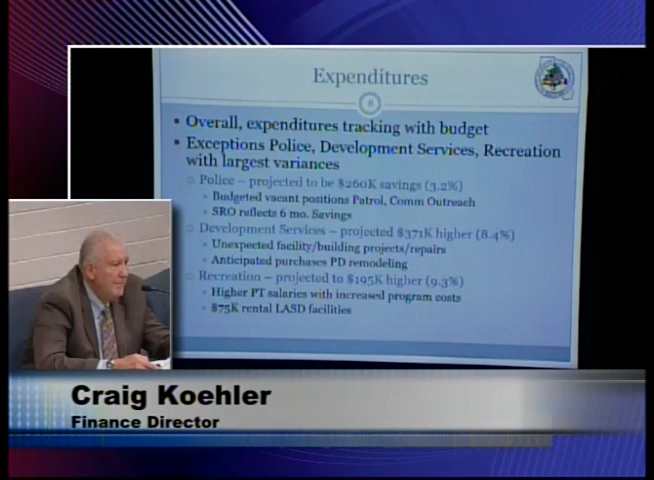 Expenditures
8
Overall, expenditures tracking with budget
Exceptions Police, Development Services, Recreation
with largest variances
Police – projected to be $260K savings (3.2%)
Budgeted vacant positions Patrol, Comm Outreach
SRO reflects 6 mo. Savings
Development Services – projected $371K higher (8.4%)
Unexpected facility/building projects/repairs
Anticipated purchases PD remodeling
Recreation – projected to $195K higher (9.3%)
Higher PT salaries with increased program costs
$75K rental LASD facilities
Craig Koehler
Finance Director